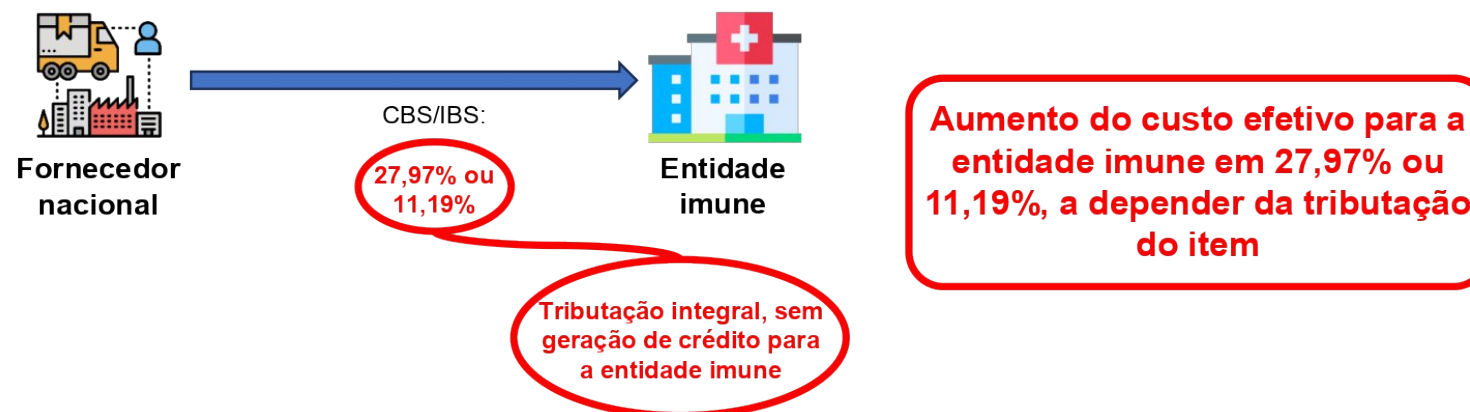 Fornecedor
nacional
CBS/IBS:
27,97% ou
11,19%
Entidade
imune
Tributação integral, sem
geração de crédito para
a entidade imune
Aumento do custo efetivo para a
entidade imune em 27,97% ou
11,19%, a depender da tributação
do item